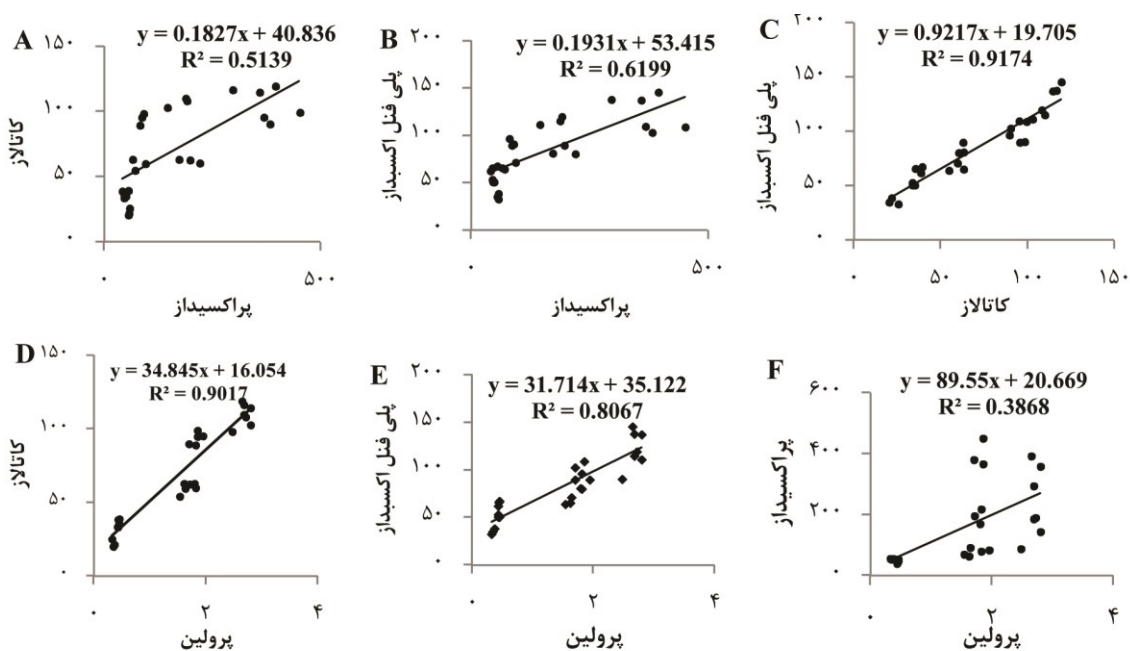 A
y = 0.1827x + 40.836
R² = 0.5139
۱۵۰
۱۰۰
۵۰
۰
۰
۵۰۰
کاتالاز
پراکسیداز
B
y = 0.1931x + 53.415
R² = 0.6199
۲۰۰
۱۵۰
۱۰۰
۵۰
۰
۰
۵۰۰
پلی فنل اکسیداز
پراکسیداز
C
y = 0.9217x + 19.705
R² = 0.9174
۲۰۰
۱۵۰
۱۰۰
۵۰
۰
۰
۵۰
۱۰۰
۱۵۰
پلی فنل اکسیداز
کاتالاز
D
y = 34.845x + 16.054
R² = 0.9017
۱۵۰
۱۰۰
۵۰
۰
۰
۲
۴
کاتالاز
پرولین
E
y = 31.714x + 35.122
R² = 0.8067
۲۰۰
۱۵۰
۱۰۰
۵۰
۰
۰
۲
۴
پلی فنل اکسیداز
پرولین
F
y = 89.55x + 20.669
R² = 0.3868
۶۰۰
۴۰۰
۲۰۰
۰
۰
۲
۴
پراکسیداز
پرولین